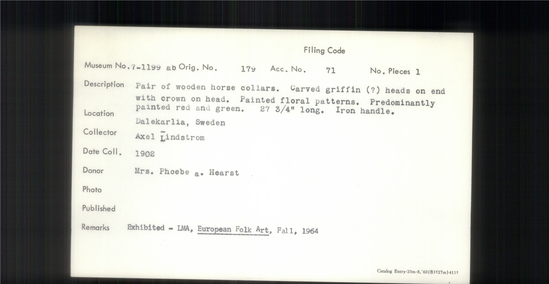 Filing Code
Museum No. 7-1199 ab Orig. No. 179 Acc. No. 71 No. Pieces 1
Description Pair of wooden horse collars. Carved griffin (?) heads on end
with crown on head. Painted floral patterns. Predominantly
painted red and green. 27 3/4" long. Iron handle.
Location Dalekarlia, Sweden
Collector Axel Lindstrom
Date Coll. 1902
Donor Mrs. Phoebe A. Hearst
Photo
Published
Remarks Exhibited - LMA, European Folk Art, Fall, 1964
Catalog Entry